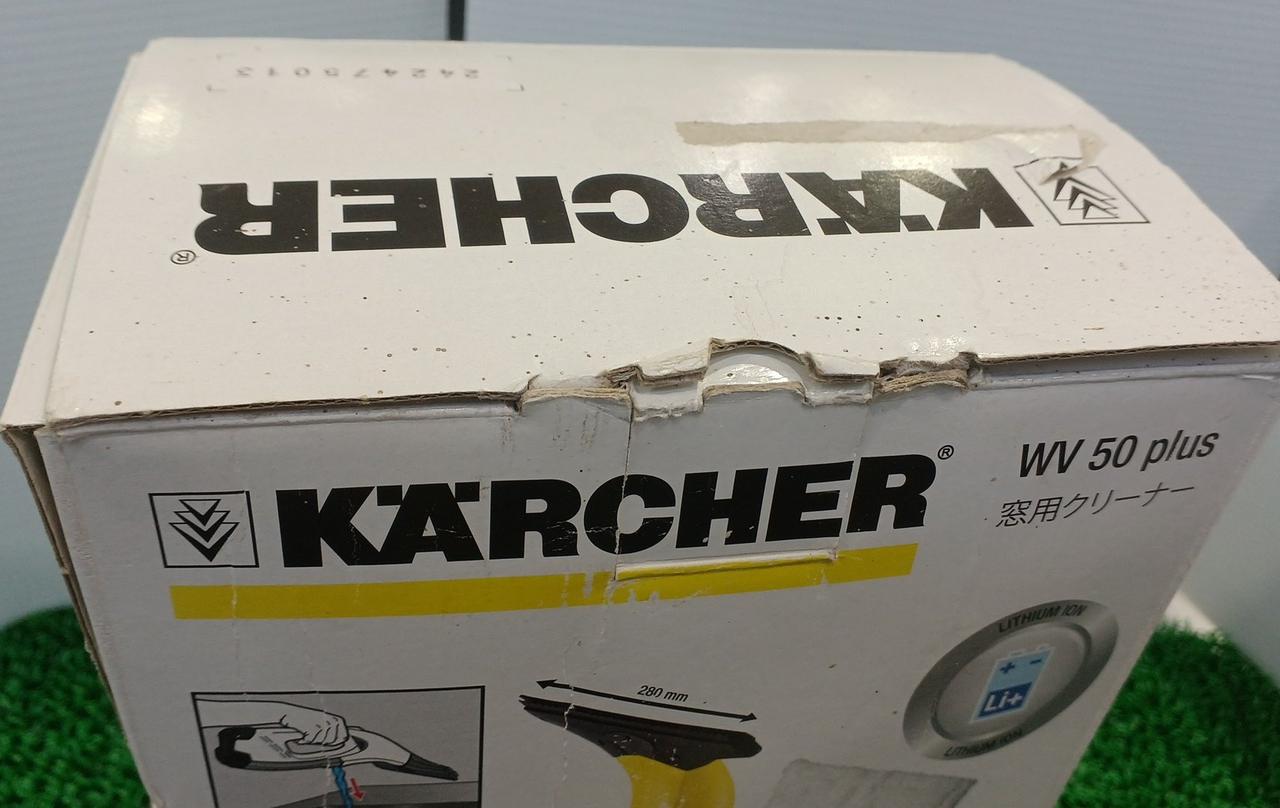 2424750013
KÄRCHER®
KÄRCHER®
WV 50 plus
窓用クリーナー
LITHIUM ION
Li+
LITHIUM ION
280 mm